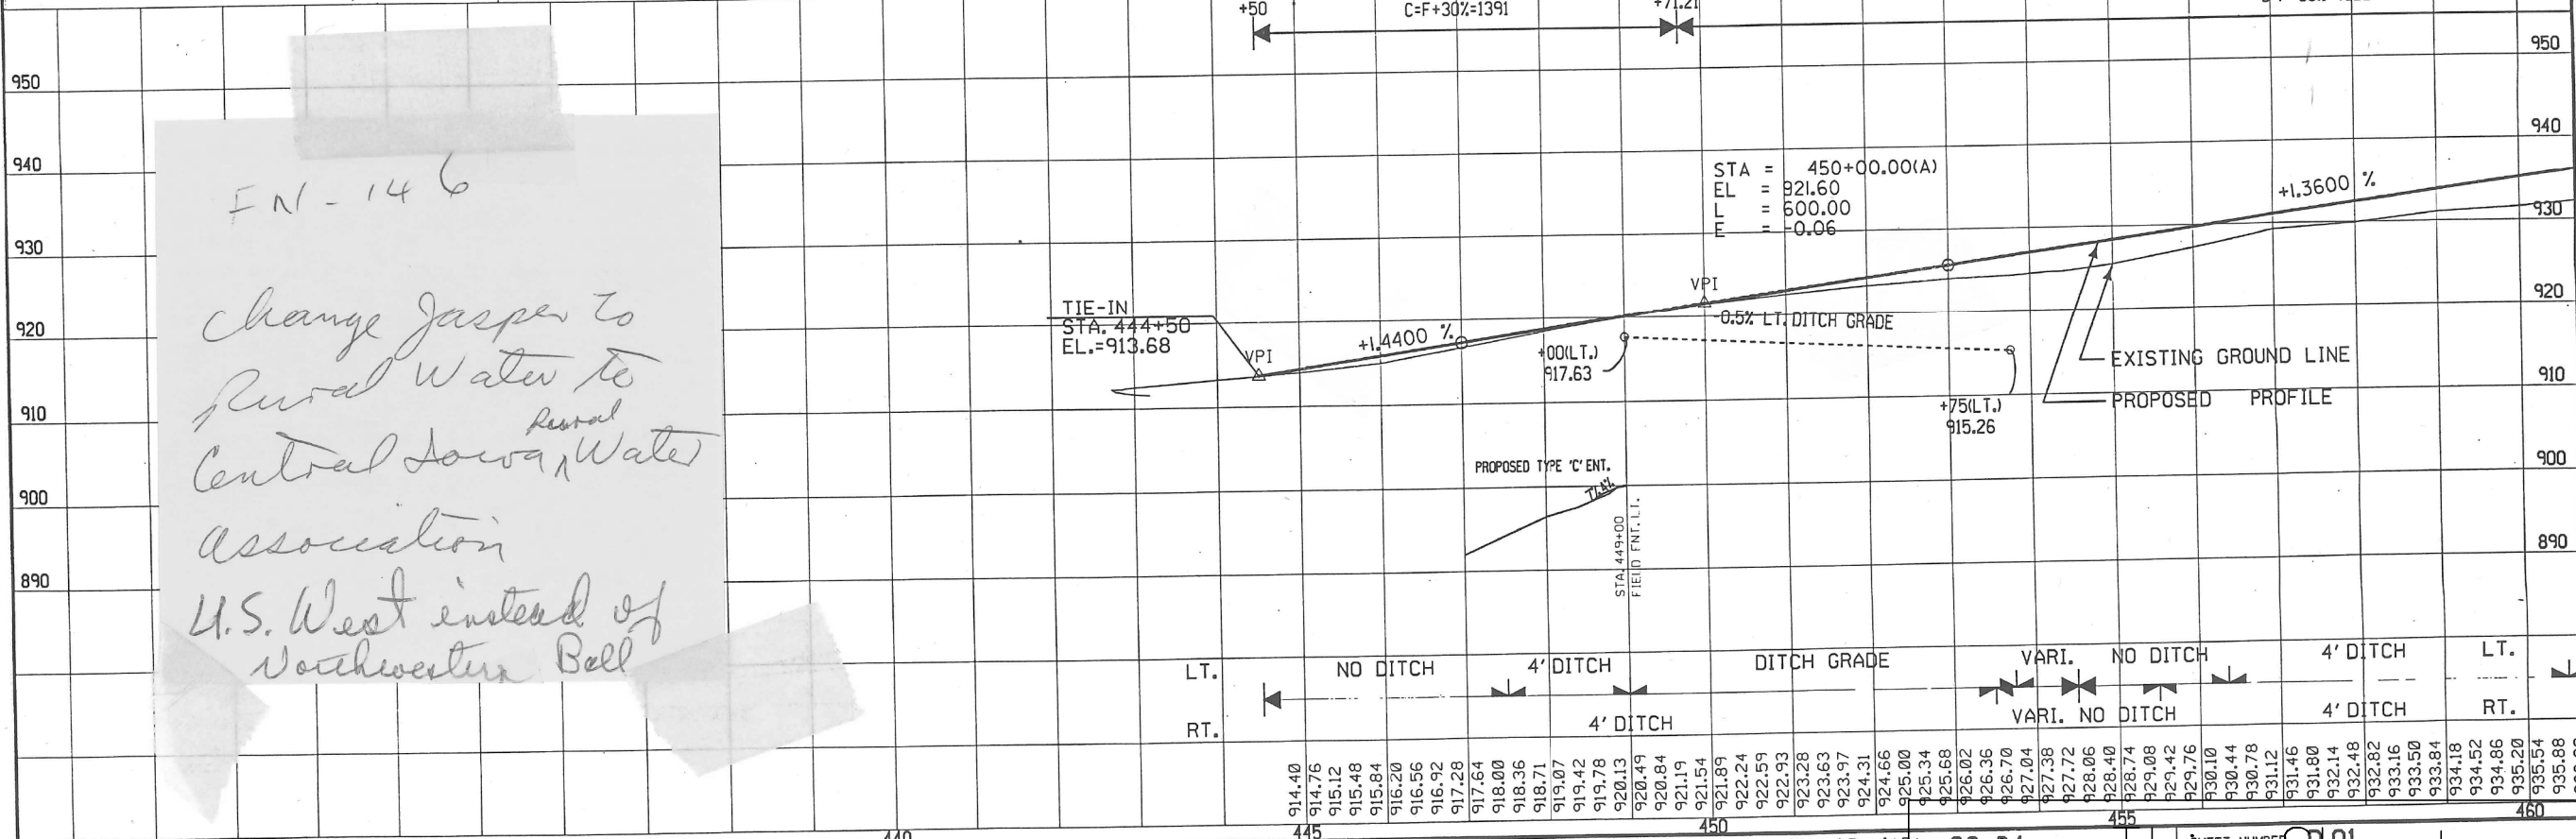 +50
C=F+30%=1391
+71.21
950
940
930
920
910
900
890
FN-146
Change Jasper to
Rural Water to
Central Iowa ^ Rural Water
Association
U.S. West instead of
Northwestern Bell
TIE-IN
STA. 444+50
EL.=913.68
VPI
+1.4400 %
STA = 450+00.00(A)
EL = 921.60
L = 600.00
E = -0.06
VPI
-0.5% LT. DITCH GRADE
+00(LT.)
917.63
+75(LT.)
915.26
+1.3600 %
EXISTING GROUND LINE
PROPOSED PROFILE
PROPOSED TYPE 'C' ENT.
STA. 449+00
FIELD ENT. LT.
950
940
930
920
910
900
890
LT. NO DITCH 4' DITCH DITCH GRADE VARI. NO DITCH 4' DITCH LT.
RT. 4' DITCH VARI. NO DITCH 4' DITCH RT.
914.40
914.76
915.12
915.48
915.84
916.20
916.56
916.92
917.28
917.64
918.00
918.36
918.71
919.07
919.42
919.78
920.13
920.49
920.84
921.19
921.54
921.89
922.24
922.59
922.93
923.28
923.63
923.97
924.31
924.66
925.00
925.34
925.68
926.02
926.36
926.70
927.04
927.38
927.72
928.06
928.40
928.74
929.08
929.42
929.76
930.10
930.44
930.78
931.12
931.46
931.80
932.14
932.48
932.82
933.16
933.50
933.84
934.18
934.52
934.86
935.20
935.54
935.88
440 445 450 455 460